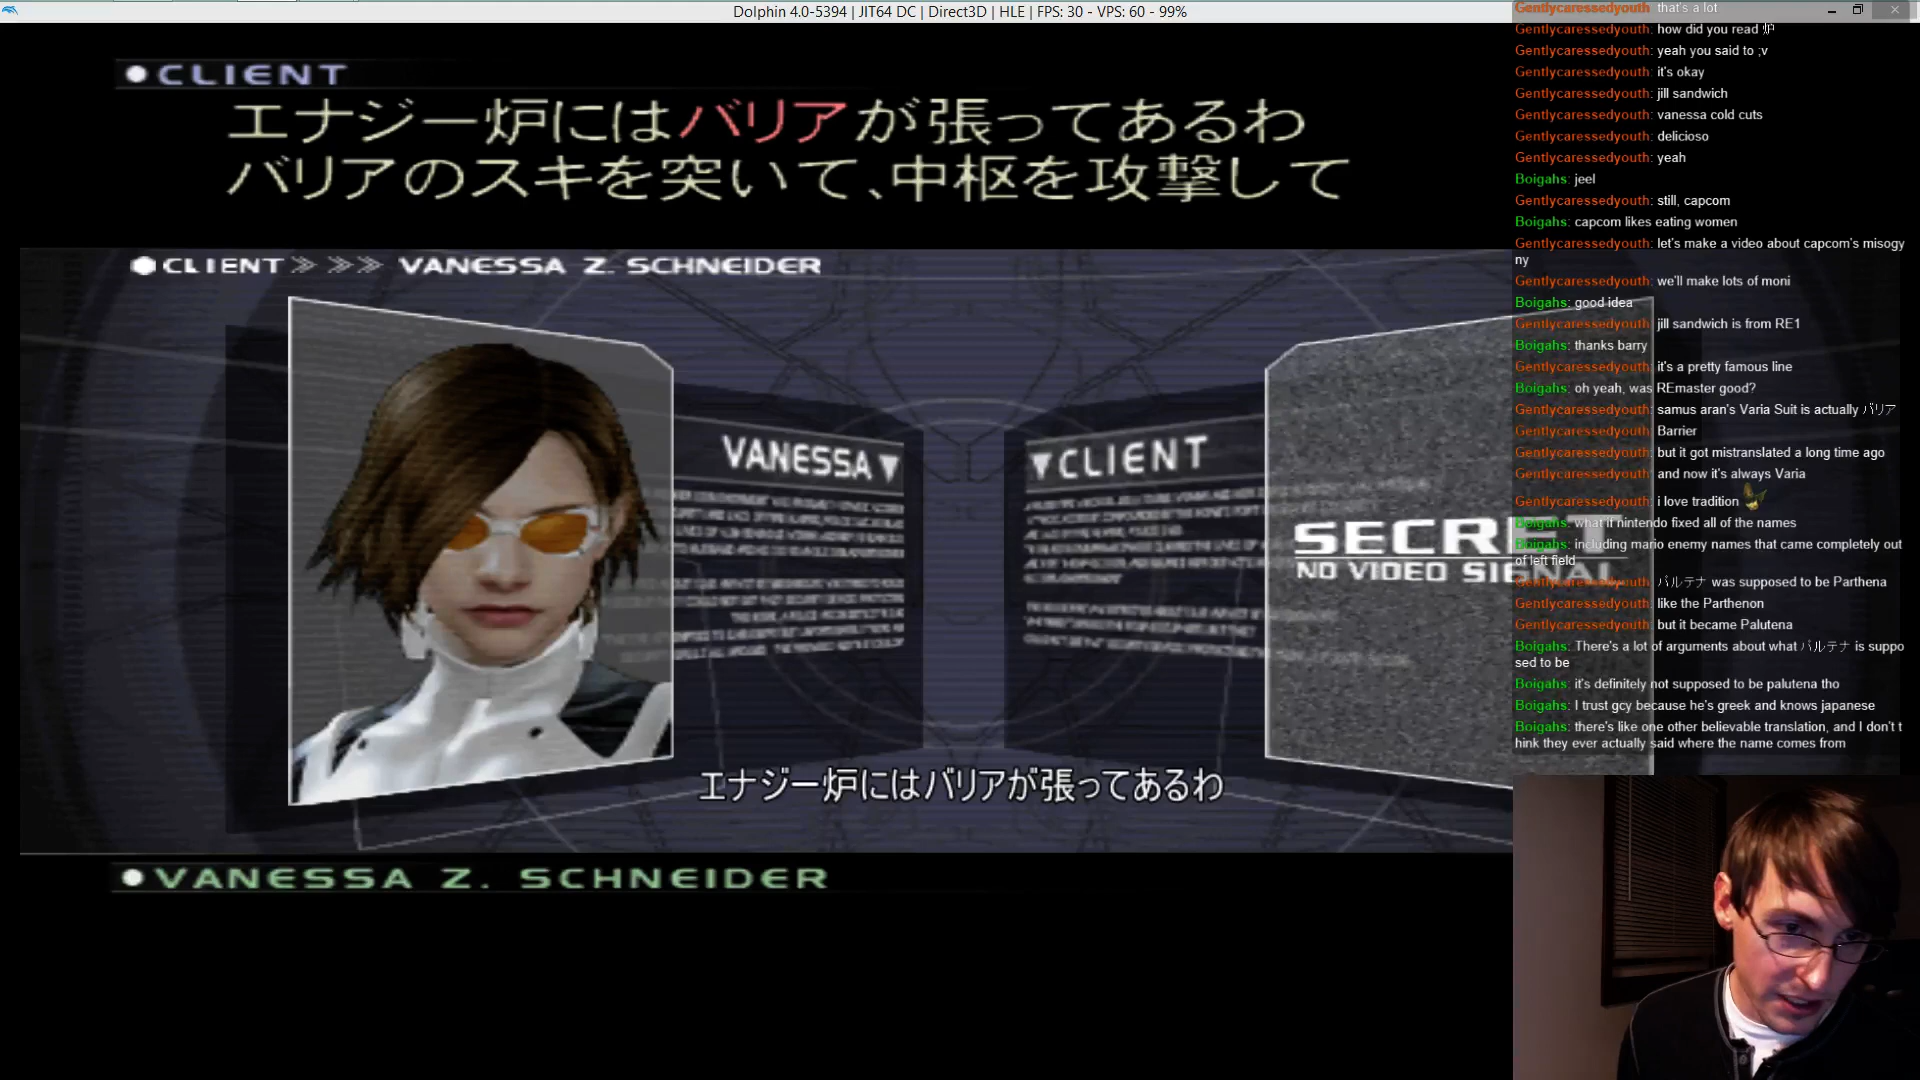 Dolphin 4.0-5394 | JIT64 DC | Direct3D | HLE | FPS: 30 - VPS: 60 - 99%
CLIENT
エナジー炉にはバリアが張ってあるわ
バリアのスキを突いて、中枢を攻撃して
CLIENT VANESSA Z. SCHNEIDER
VANESSA▼
▼CLIENT
NO VIDEO SIGNAL
エナジー炉にはバリアが張ってあるわ
VANESSA Z. SCHNEIDER
Gentlycaressedyouth: that's a lot
Gentlycaressedyouth: how did you read 炉
Gentlycaressedyouth: yeah you said to ;v
Gentlycaressedyouth: it's okay
Gentlycaressedyouth: jill sandwich
Gentlycaressedyouth: vanessa cold cuts
Gentlycaressedyouth: delicioso
Gentlycaressedyouth: yeah
Boigahs: jeel
Gentlycaressedyouth: still, capcom
Boigahs: capcom likes eating women
Gentlycaressedyouth: let's make a video about capcom's misogy
ny
Gentlycaressedyouth: we'll make lots of moni
Boigahs: good idea
Gentlycaressedyouth: jill sandwich is from RE1
Boigahs: thanks barry
Gentlycaressedyouth: it's a pretty famous line
Boigahs: oh yeah, was REmaster good?
Gentlycaressedyouth: samus aran's Varia Suit is actually バリア
Gentlycaressedyouth: Barrier
Gentlycaressedyouth: but it got mistranslated a long time ago
Gentlycaressedyouth: and now it's always Varia
Gentlycaressedyouth: i love tradition
Boigahs: what if nintendo fixed all of the names
Boigahs: including mario enemy names that came completely out
of left field
Gentlycaressedyouth: パルテナ was supposed to be Parthena
Gentlycaressedyouth: like the Parthenon
Gentlycaressedyouth: but it became Palutena
Boigahs: There's a lot of arguments about what パルテナ is suppo
sed to be
Boigahs: it's definitely not supposed to be palutena tho
Boigahs: I trust gcy because he's greek and knows japanese
Boigahs: there's like one other believable translation, and I don't t
hink they ever actually said where the name comes from